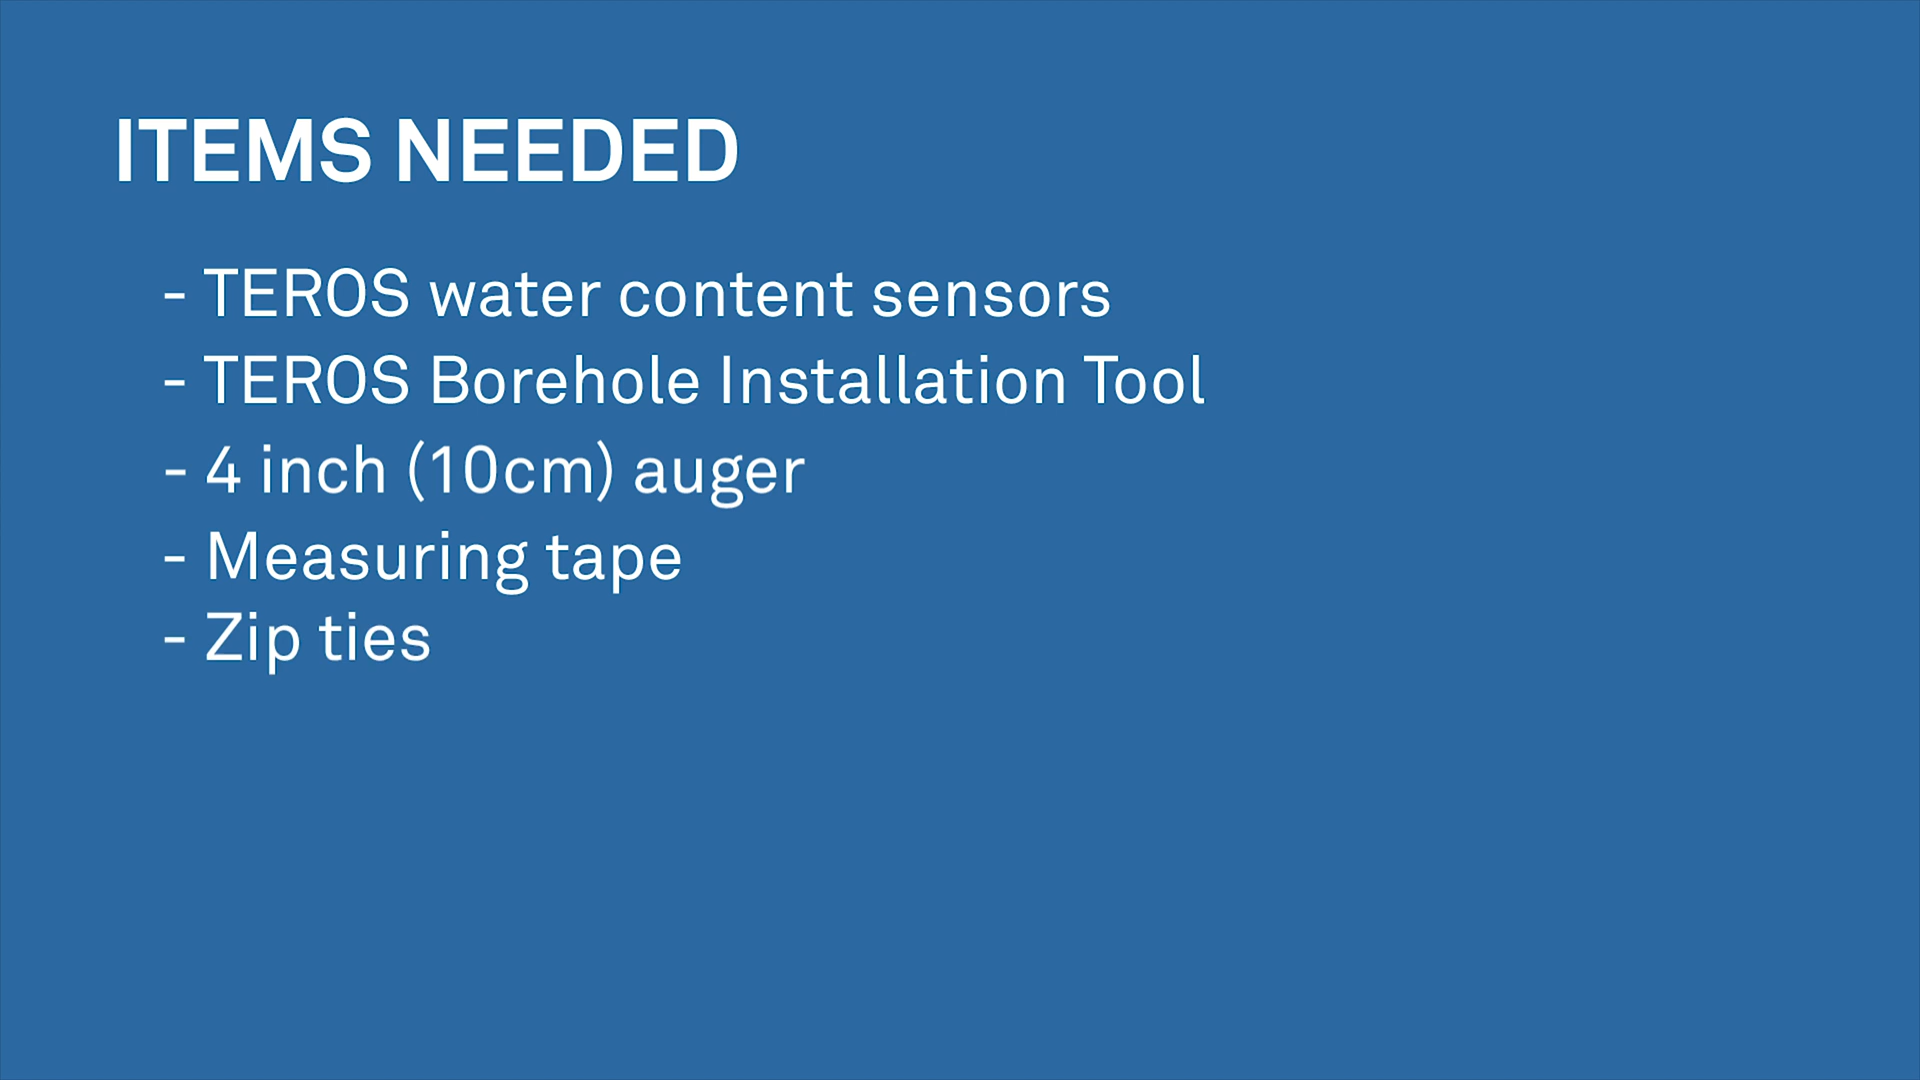 ITEMS NEEDED
- TEROS water content sensors
- TEROS Borehole Installation Tool
- 4 inch (10cm) auger
- Measuring tape
- Zip ties